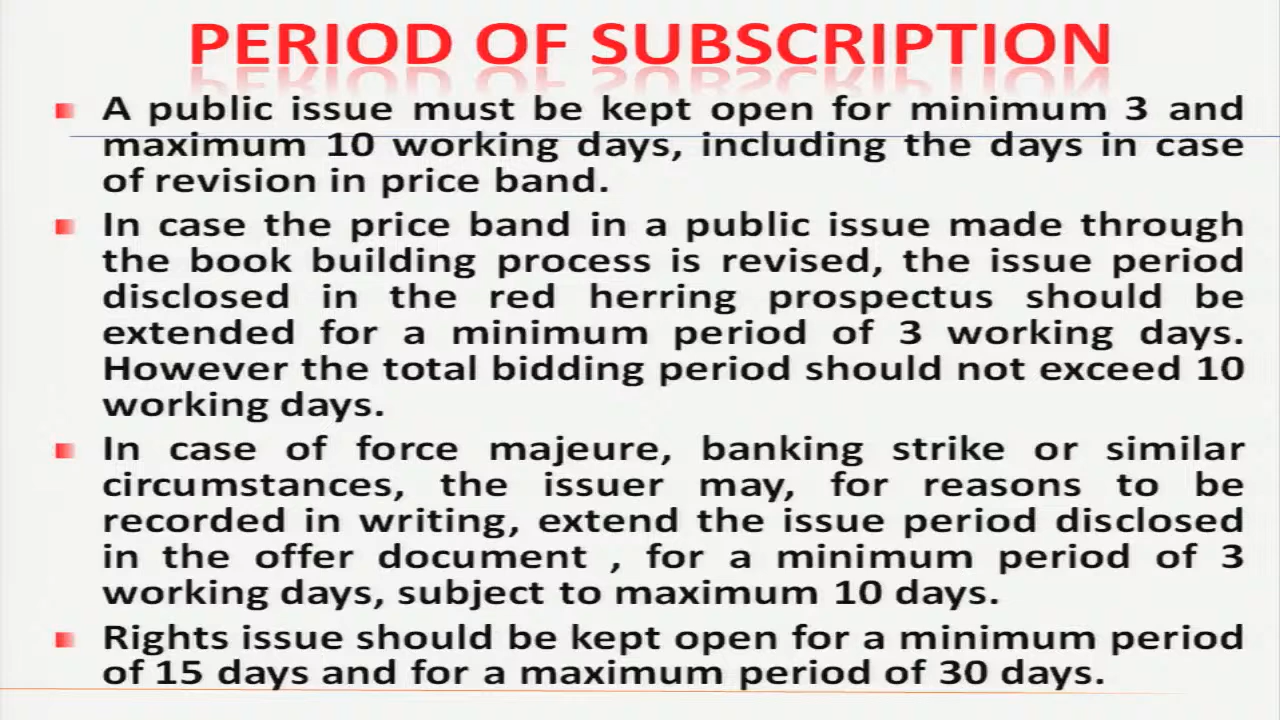 PERIOD OF SUBSCRIPTION
A public issue must be kept open for minimum 3 and
maximum 10 working days, including the days in case
of revision in price band.
In case the price band in a public issue made through
the book building process is revised, the issue period
disclosed in the red herring prospectus should be
extended for a minimum period of 3 working days.
However the total bidding period should not exceed 10
working days.
In case of force majeure, banking strike or similar
circumstances, the issuer may, for reasons to be
recorded in writing, extend the issue period disclosed
in the offer document , for a minimum period of 3
working days, subject to maximum 10 days.
Rights issue should be kept open for a minimum period
of 15 days and for a maximum period of 30 days.